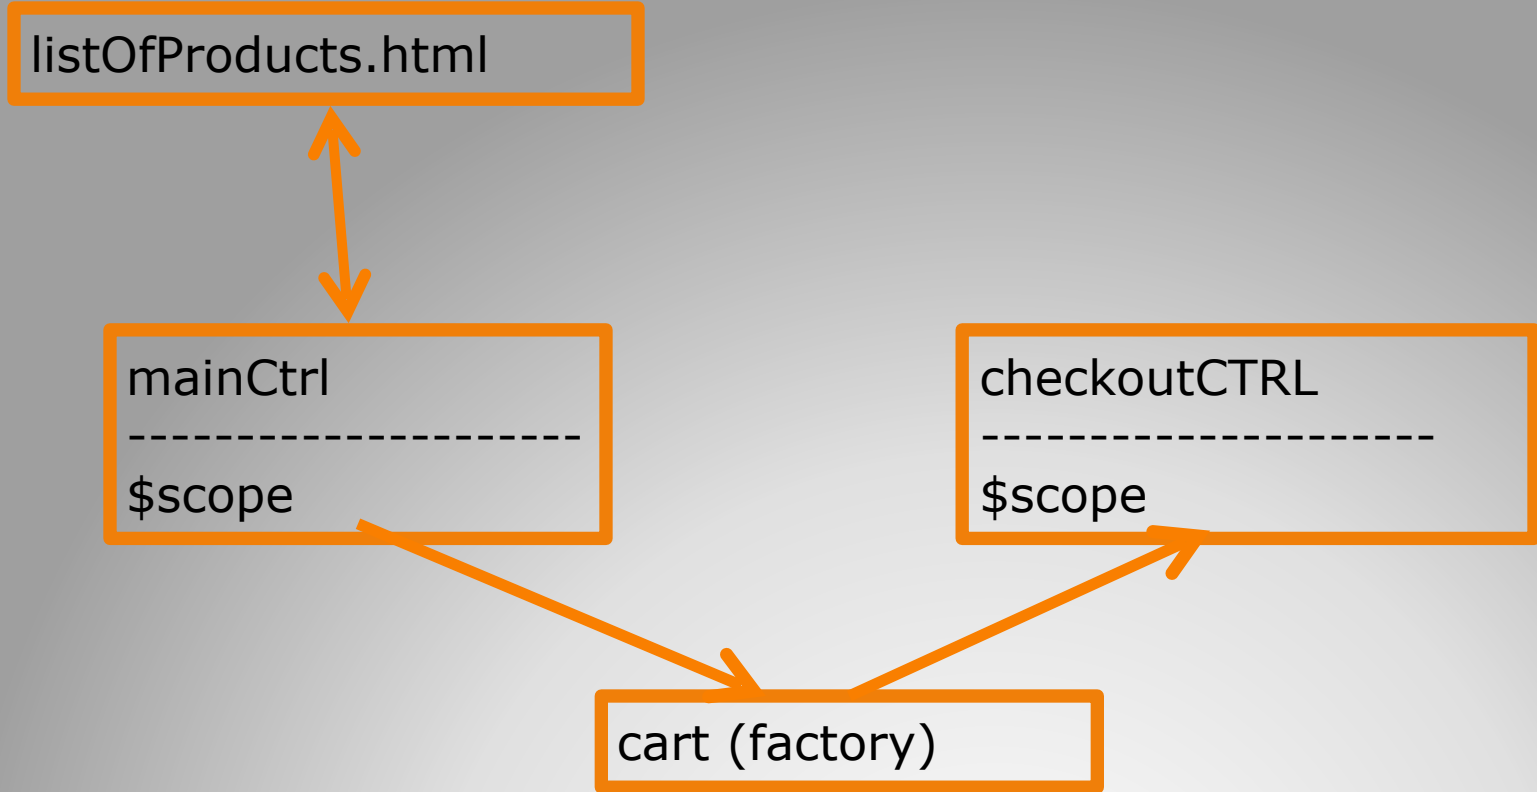 listOfProducts.html
mainCtrl
---------------------
$scope
checkoutCTRL
---------------------
$scope
cart (factory)